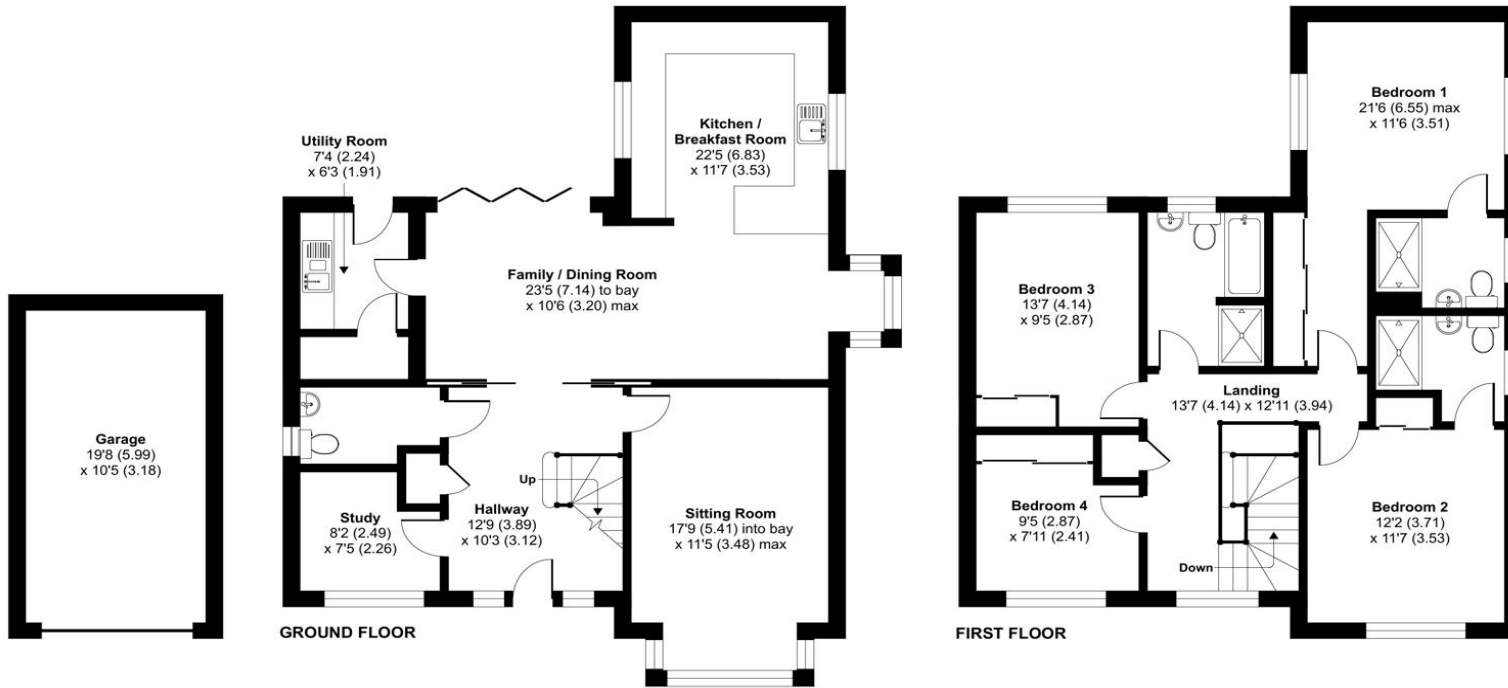 Utility Room
7'4 (2.24)
x 6'3 (1.91)
Kitchen /
Breakfast Room
22'5 (6.83)
x 11'7 (3.53)
Family / Dining Room
23'5 (7.14) to bay
x 10'6 (3.20) max
Garage
19'8 (5.99)
x 10'5 (3.18)
Study
8'2 (2.49)
x 7'5 (2.26)
Hallway
12'9 (3.89)
x 10'3 (3.12)
Up
Sitting Room
17'9 (5.41) into bay
x 11'5 (3.48) max
GROUND FLOOR
Bedroom 1
21'6 (6.55) max
x 11'6 (3.51)
Bedroom 3
13'7 (4.14)
x 9'5 (2.87)
Landing
13'7 (4.14) x 12'11 (3.94)
Bedroom 4
9'5 (2.87)
x 7'11 (2.41)
Bedroom 2
12'2 (3.71)
x 11'7 (3.53)
Down
FIRST FLOOR